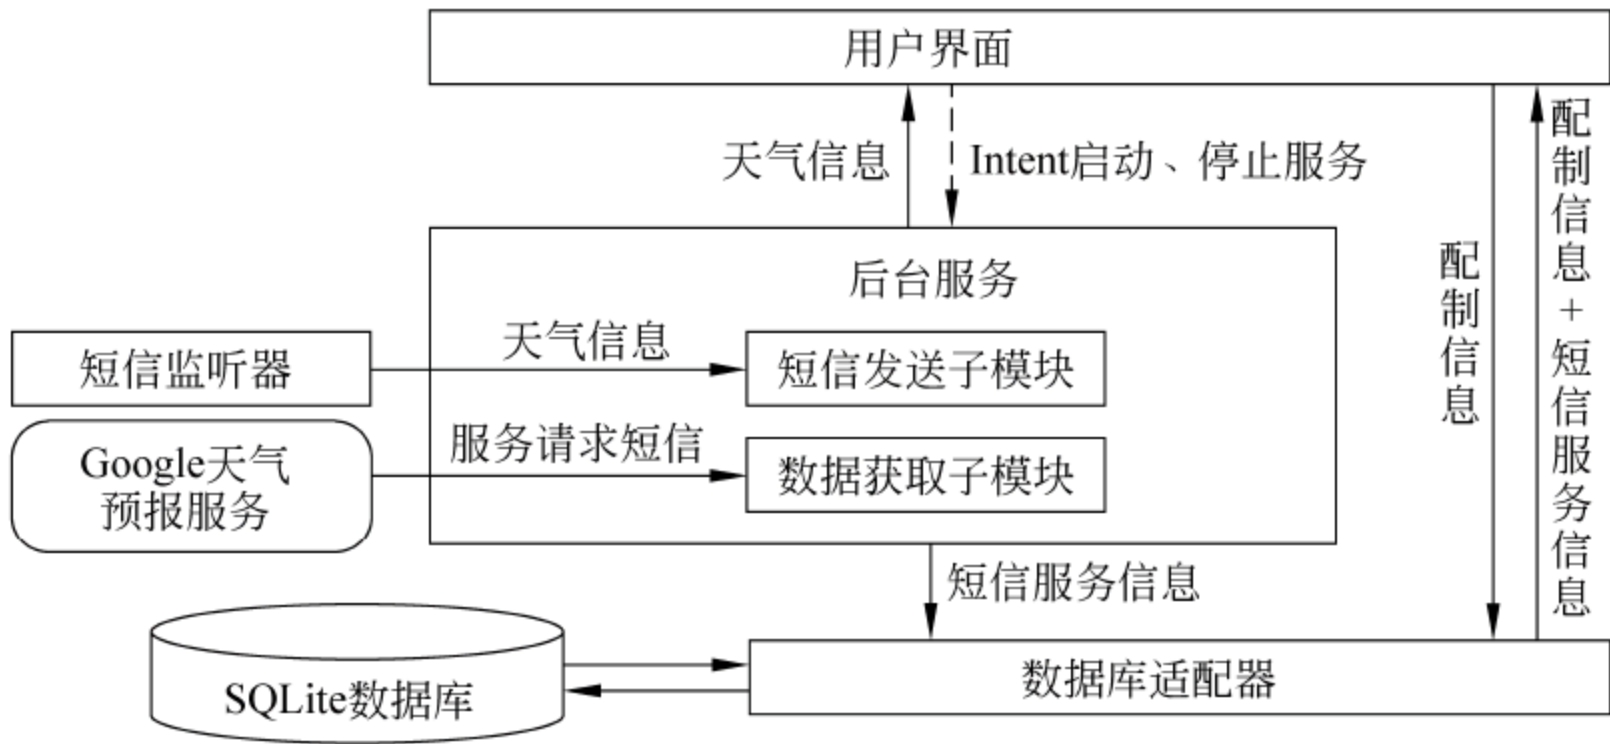 用户界面
天气信息
Intent启动、停止服务
配制信息
配制信息+短信服务信息
后台服务
短信监听器
天气信息
短信发送子模块
Google天气
预报服务
服务请求短信
数据获取子模块
短信服务信息
SQLite数据库
数据库适配器